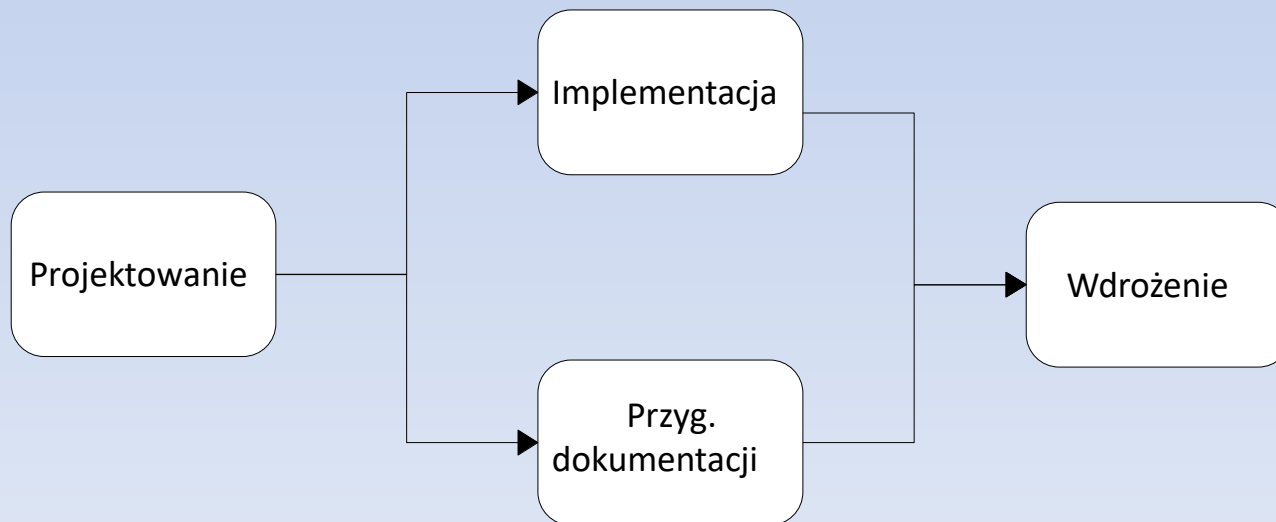 Implementacja
Projektowanie
Wdrożenie
Przyg.
dokumentacji